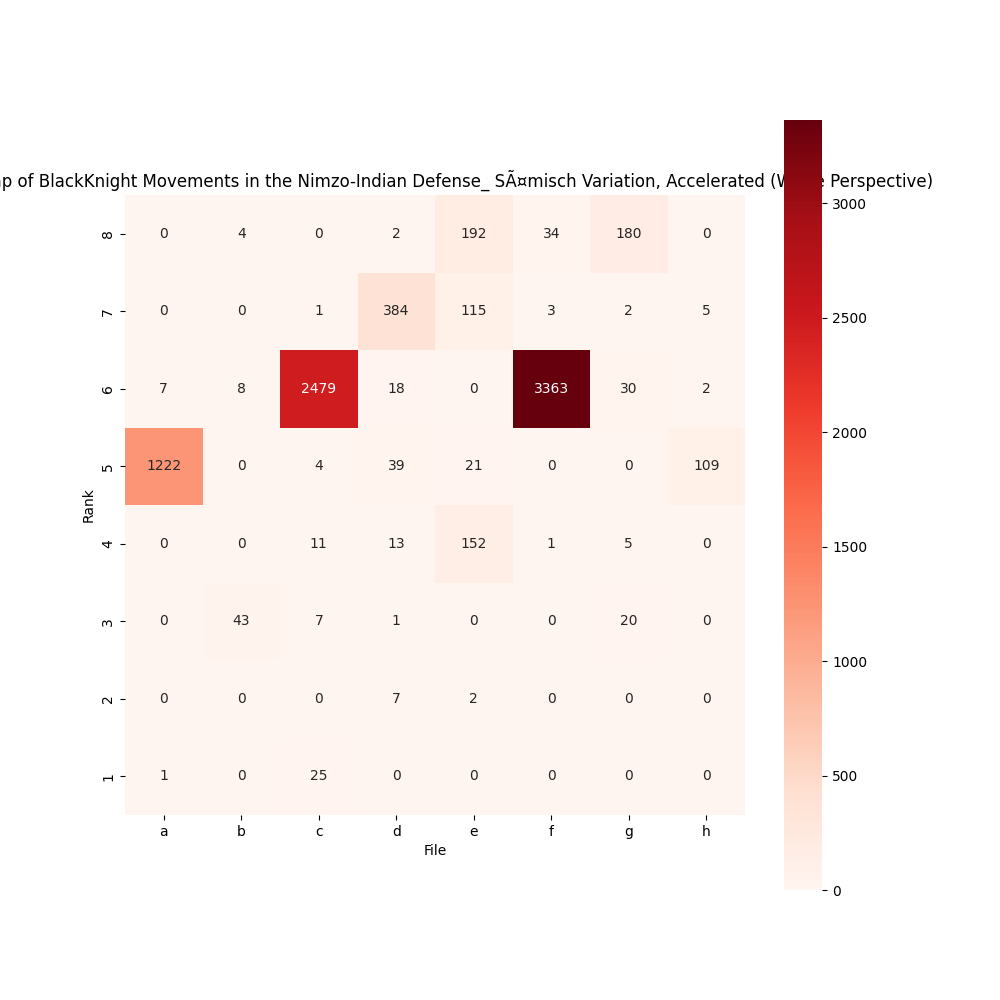 p of BlackKnight Movements in the Nimzo-Indian Defense_ SÃ¤misch Variation, Accelerated (W e Perspective)
8 0 4 0 2 192 34 180 0
7 0 0 1 384 115 3 2 5
6 7 8 2479 18 0 3363 30 2
5 1222 0 4 39 21 0 0 109
4 0 0 11 13 152 1 5 0
3 0 43 7 1 0 0 20 0
2 0 0 0 7 2 0 0 0
1 1 0 25 0 0 0 0 0
a b c d e f g h
File
Rank
3000
2500
2000
1500
1000
500
0